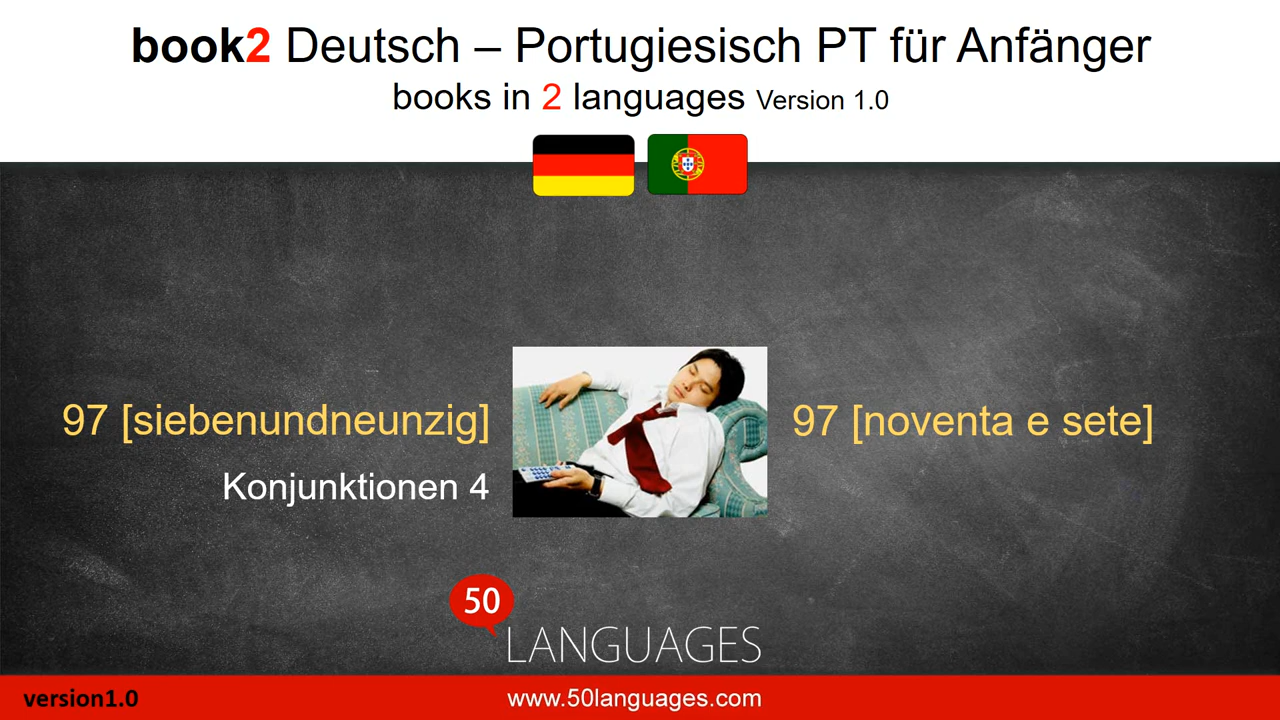 book2 Deutsch – Portugiesisch PT für Anfänger
books in 2 languages Version 1.0
97 [siebenundneunzig]
Konjunktionen 4
97 [noventa e sete]
50
LANGUAGES
version1.0
www.50languages.com